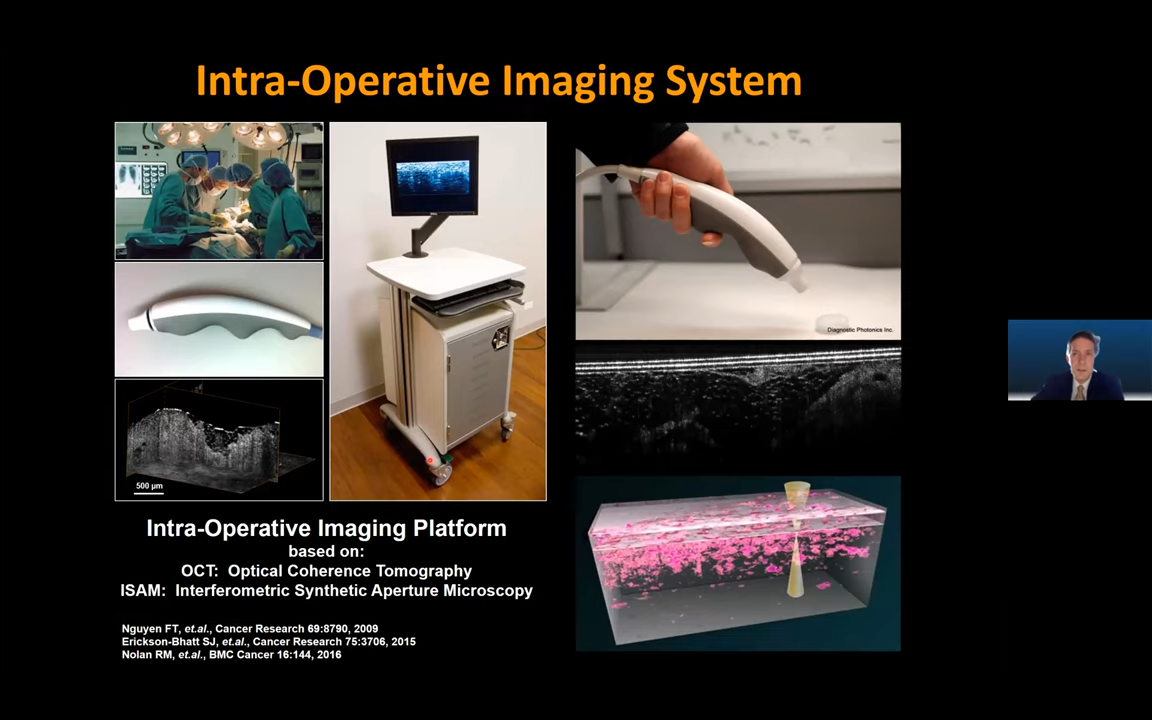 Intra-Operative Imaging System
Diagnostic Photonics Inc.
500 µm
Intra-Operative Imaging Platform
based on:
OCT: Optical Coherence Tomography
ISAM: Interferometric Synthetic Aperture Microscopy
Nguyen FT, et.al., Cancer Research 69:8790, 2009
Erickson-Bhatt SJ, et.al., Cancer Research 75:3706, 2015
Nolan RM, et.al., BMC Cancer 16:144, 2016